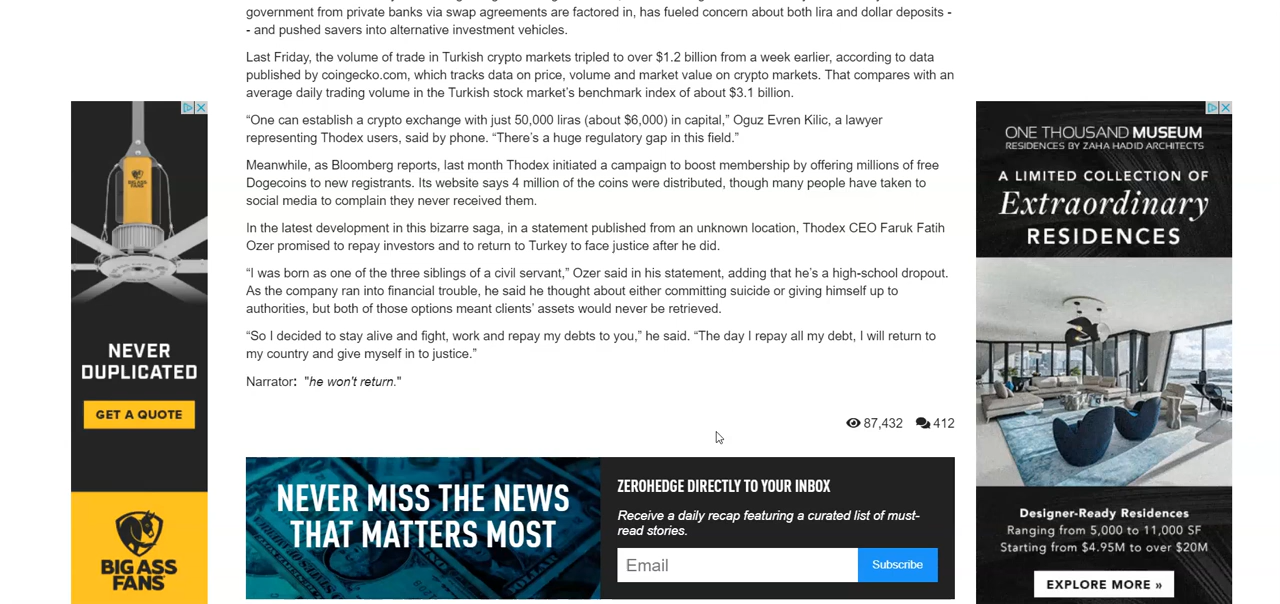 government from private banks via swap agreements are factored in, has fueled concern about both lira and dollar deposits -
- and pushed savers into alternative investment vehicles.
Last Friday, the volume of trade in Turkish crypto markets tripled to over $1.2 billion from a week earlier, according to data
published by coingecko.com, which tracks data on price, volume and market value on crypto markets. That compares with an
average daily trading volume in the Turkish stock market's benchmark index of about $3.1 billion.
“One can establish a crypto exchange with just 50,000 liras (about $6,000) in capital,” Oguz Evren Kilic, a lawyer
representing Thodex users, said by phone. “There's a huge regulatory gap in this field.”
Meanwhile, as Bloomberg reports, last month Thodex initiated a campaign to boost membership by offering millions of free
Dogecoins to new registrants. Its website says 4 million of the coins were distributed, though many people have taken to
social media to complain they never received them.
In the latest development in this bizarre saga, in a statement published from an unknown location, Thodex CEO Faruk Fatih
Ozer promised to repay investors and to return to Turkey to face justice after he did.
“I was born as one of the three siblings of a civil servant,” Ozer said in his statement, adding that he's a high-school dropout.
As the company ran into financial trouble, he said he thought about either committing suicide or giving himself up to
authorities, but both of those options meant clients' assets would never be retrieved.
“So I decided to stay alive and fight, work and repay my debts to you,” he said. “The day I repay all my debt, I will return to
my country and give myself in to justice.”
Narrator: "he won't return."
87,432 412
NEVER MISS THE NEWS
THAT MATTERS MOST
ZEROHEDGE DIRECTLY TO YOUR INBOX
Receive a daily recap featuring a curated list of must-
read stories.
Email
Subscribe
BIG ASS
FANS
NEVER
DUPLICATED
GET A QUOTE
BIG ASS
FANS
ONE THOUSAND MUSEUM
RESIDENCES BY ZAHA HADID ARCHITECTS
A LIMITED COLLECTION OF
Extraordinary
RESIDENCES
Designer-Ready Residences
Ranging from 5,000 to 11,000 SF
Starting from $4.95M to over $20M
EXPLORE MORE »